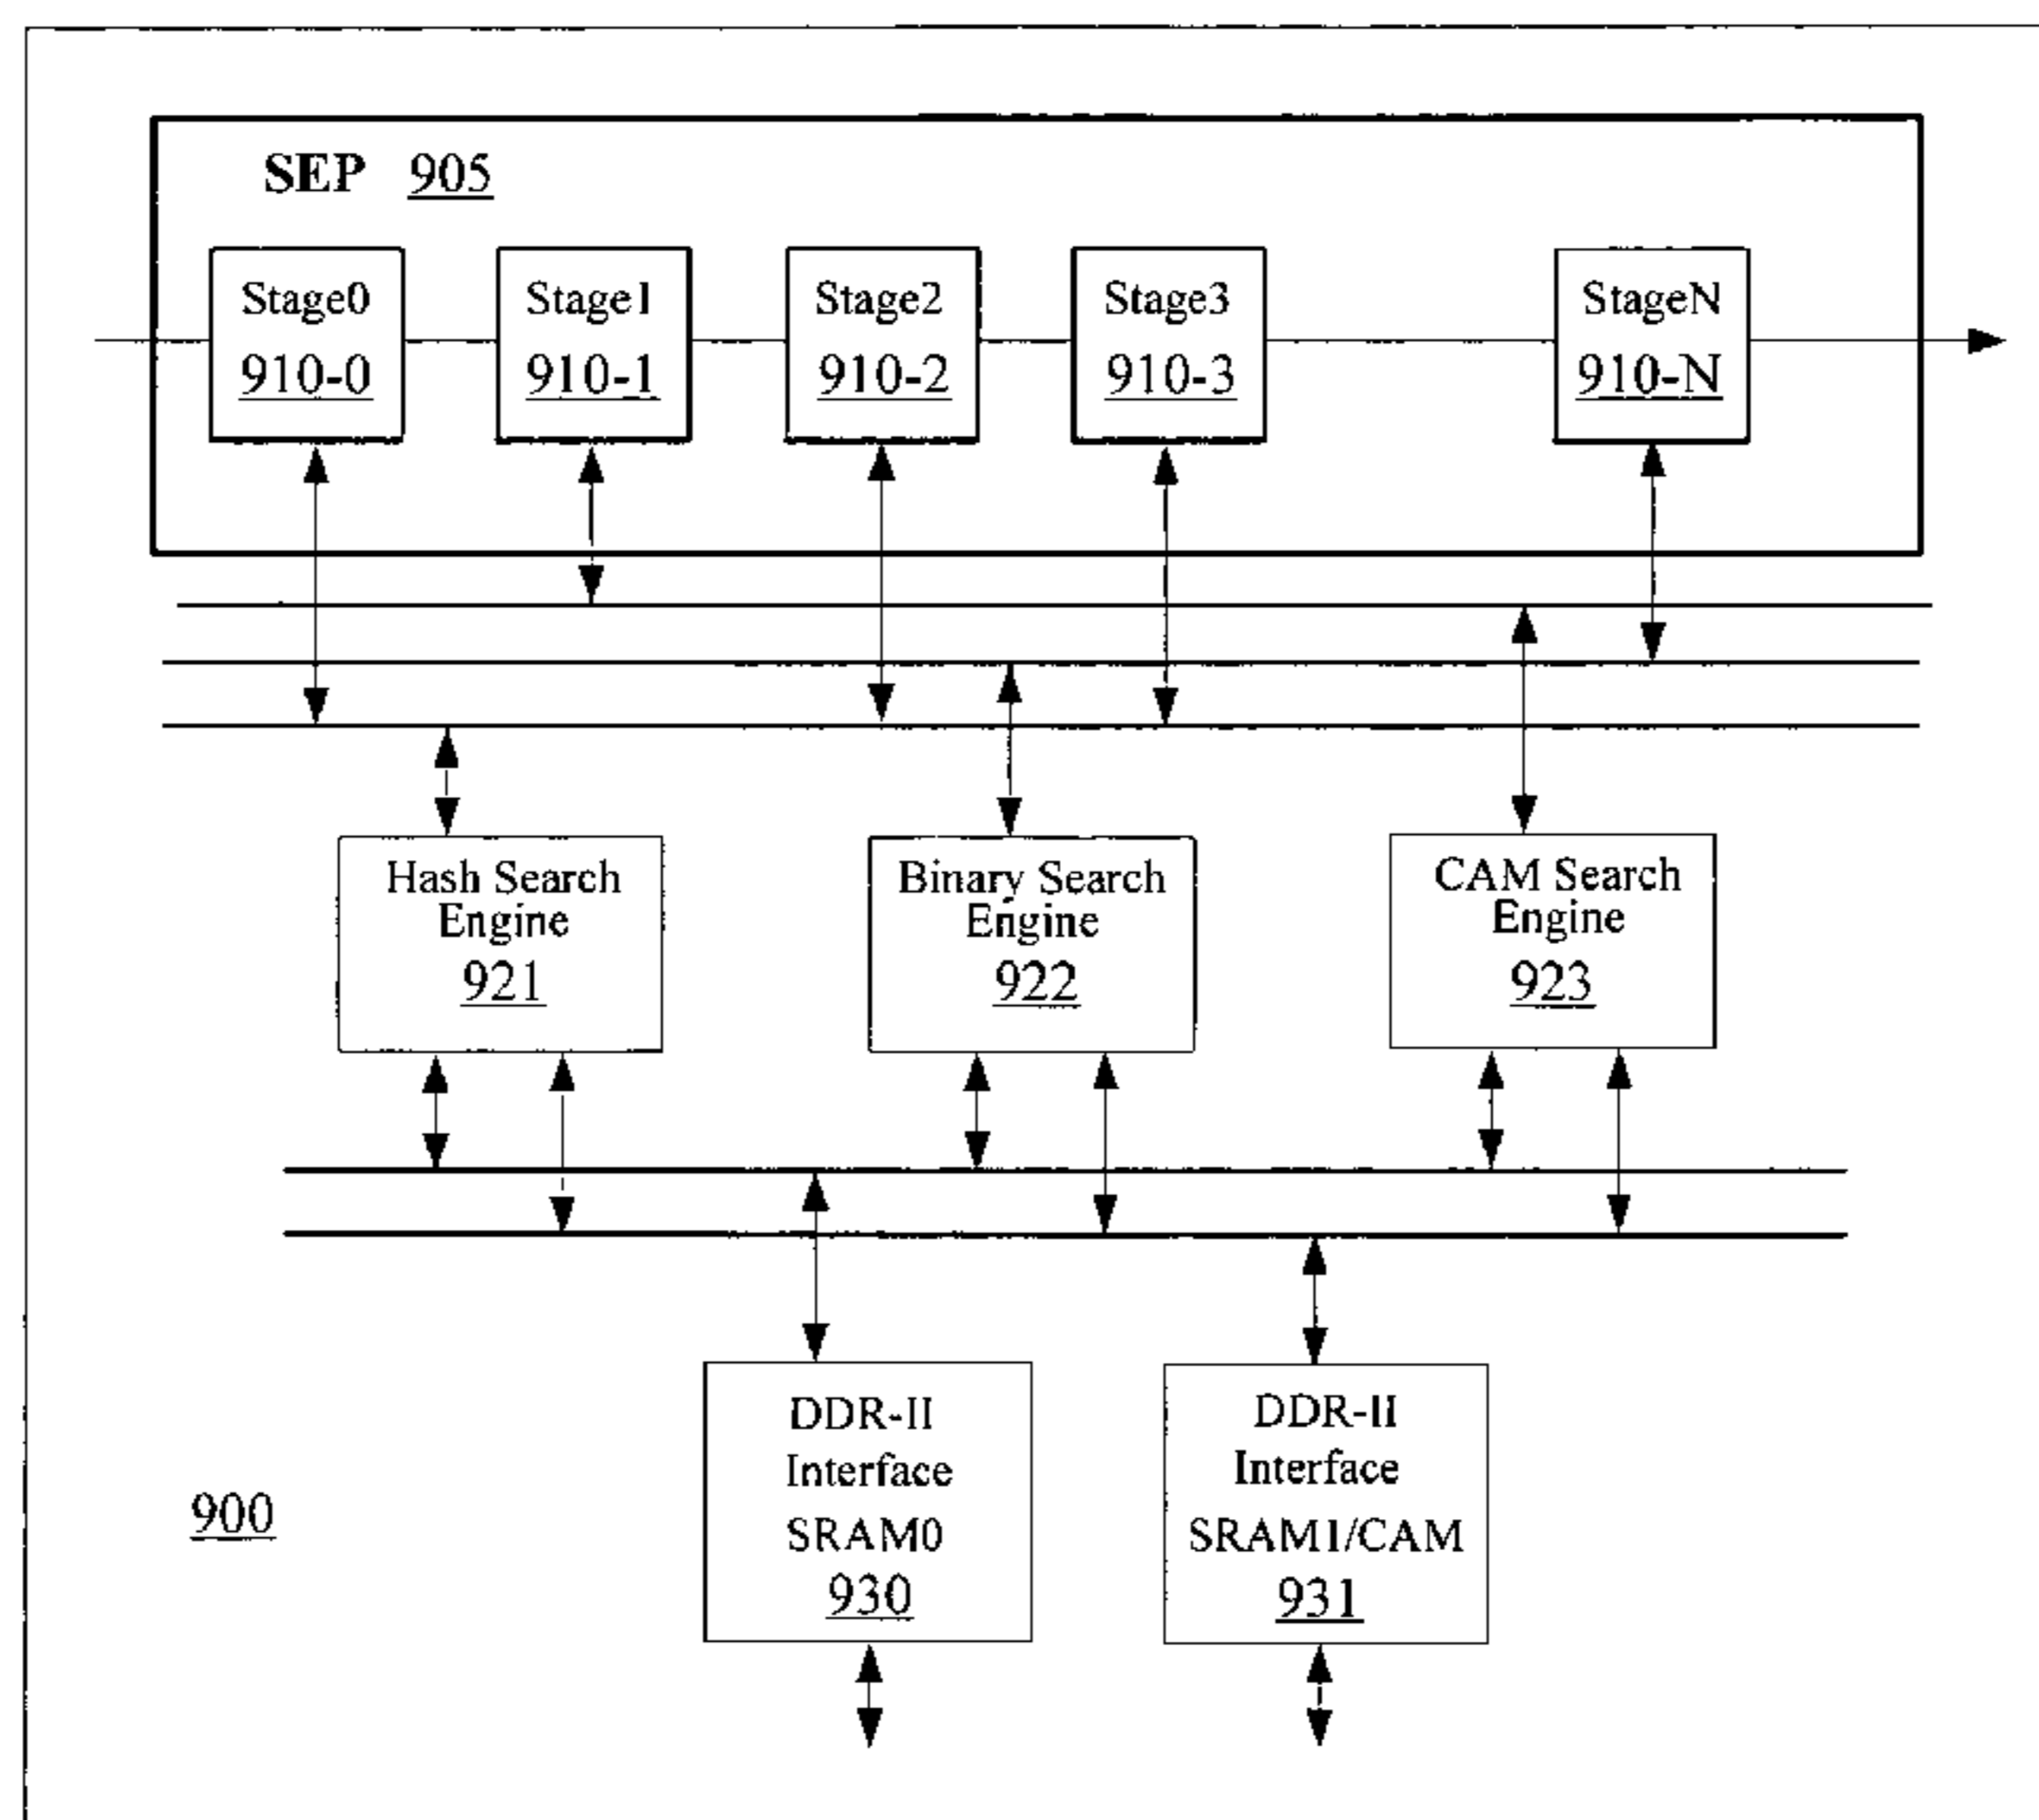 SEP 905
Stage0 Stage1 Stage2 Stage3 StageN
910-0 910-1 910-2 910-3 910-N
Hash Search Binary Search CAM Search
Engine Engine Engine
921 922 923
DDR-II DDR-II
Interface Interface
SRAM0 SRAM1/CAM
930 931
900